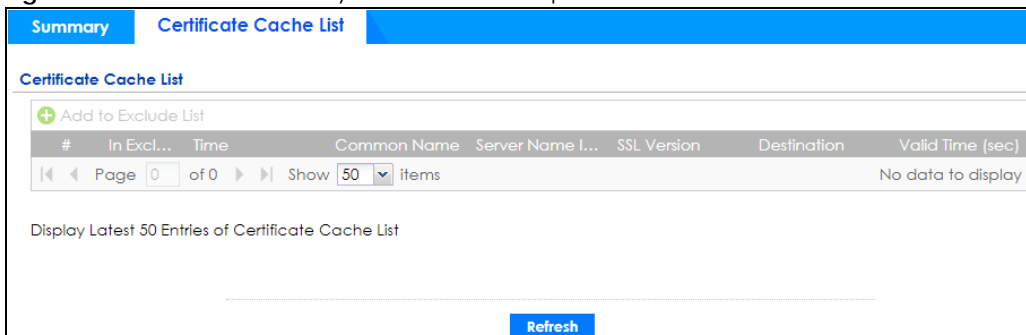 Summary Certificate Cache List
Certificate Cache List
Add to Exclude List
# In Excl... Time Common Name Server Name I... SSL Version Destination Valid Time (sec)
Page 0 of 0 Show 50 items No data to display
Display Latest 50 Entries of Certificate Cache List
Refresh